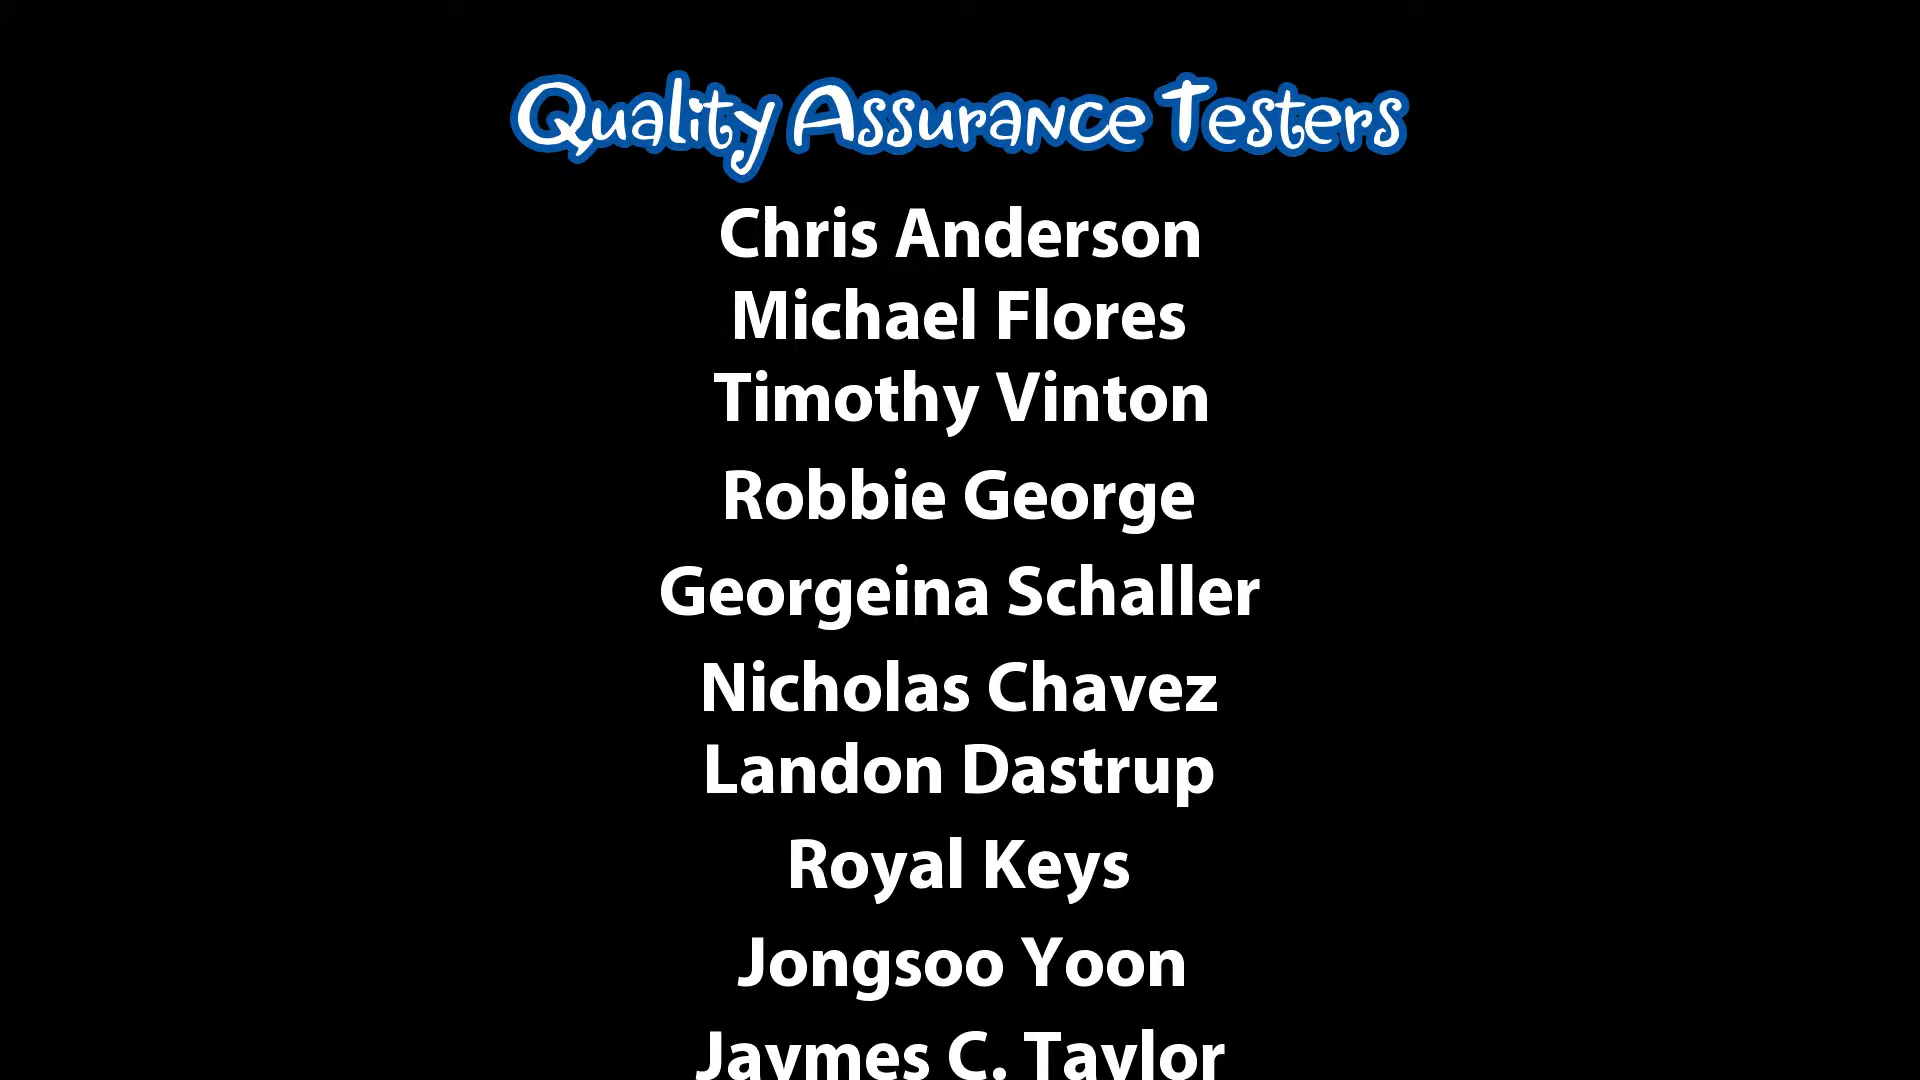 Quality Assurance Testers
Chris Anderson
Michael Flores
Timothy Vinton
Robbie George
Georgeina Schaller
Nicholas Chavez
Landon Dastrup
Royal Keys
Jongsoo Yoon
Jaymes C. Taylor